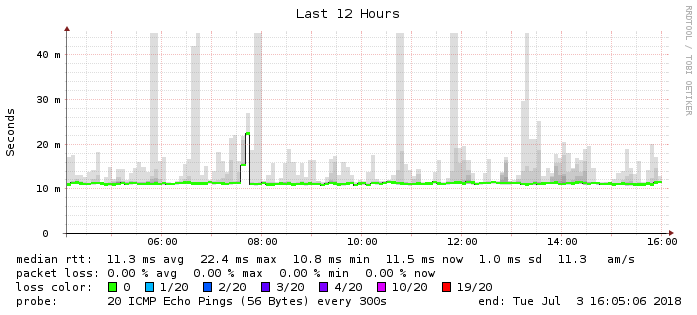 Last 12 Hours
RRDTOOL / TOBI OETIKER
Seconds
40 m
30 m
20 m
10 m
0
06:00 08:00 10:00 12:00 14:00 16:00
median rtt: 11.3 ms avg 22.4 ms max 10.8 ms min 11.5 ms now 1.0 ms sd 11.3 am/s
packet loss: 0.00 % avg 0.00 % max 0.00 % min 0.00 % now
loss color: 0 1/20 2/20 3/20 4/20 10/20 19/20
probe: 20 ICMP Echo Pings (56 Bytes) every 300s end: Tue Jul 3 16:05:06 2018